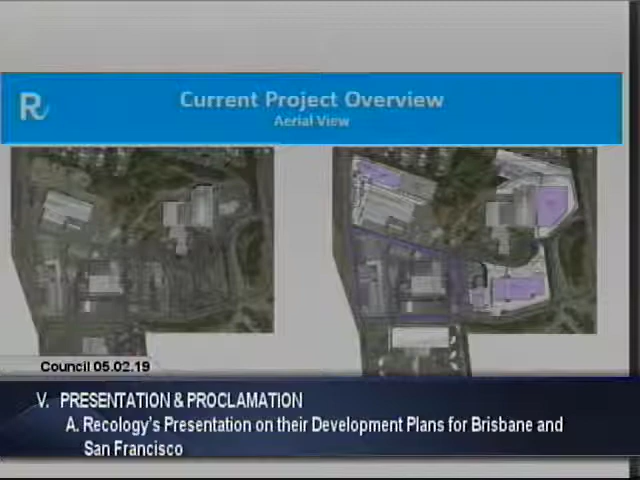 R
Current Project Overview
Aerial View
Council 05.02.19
V. PRESENTATION & PROCLAMATION
A. Recology's Presentation on their Development Plans for Brisbane and
San Francisco